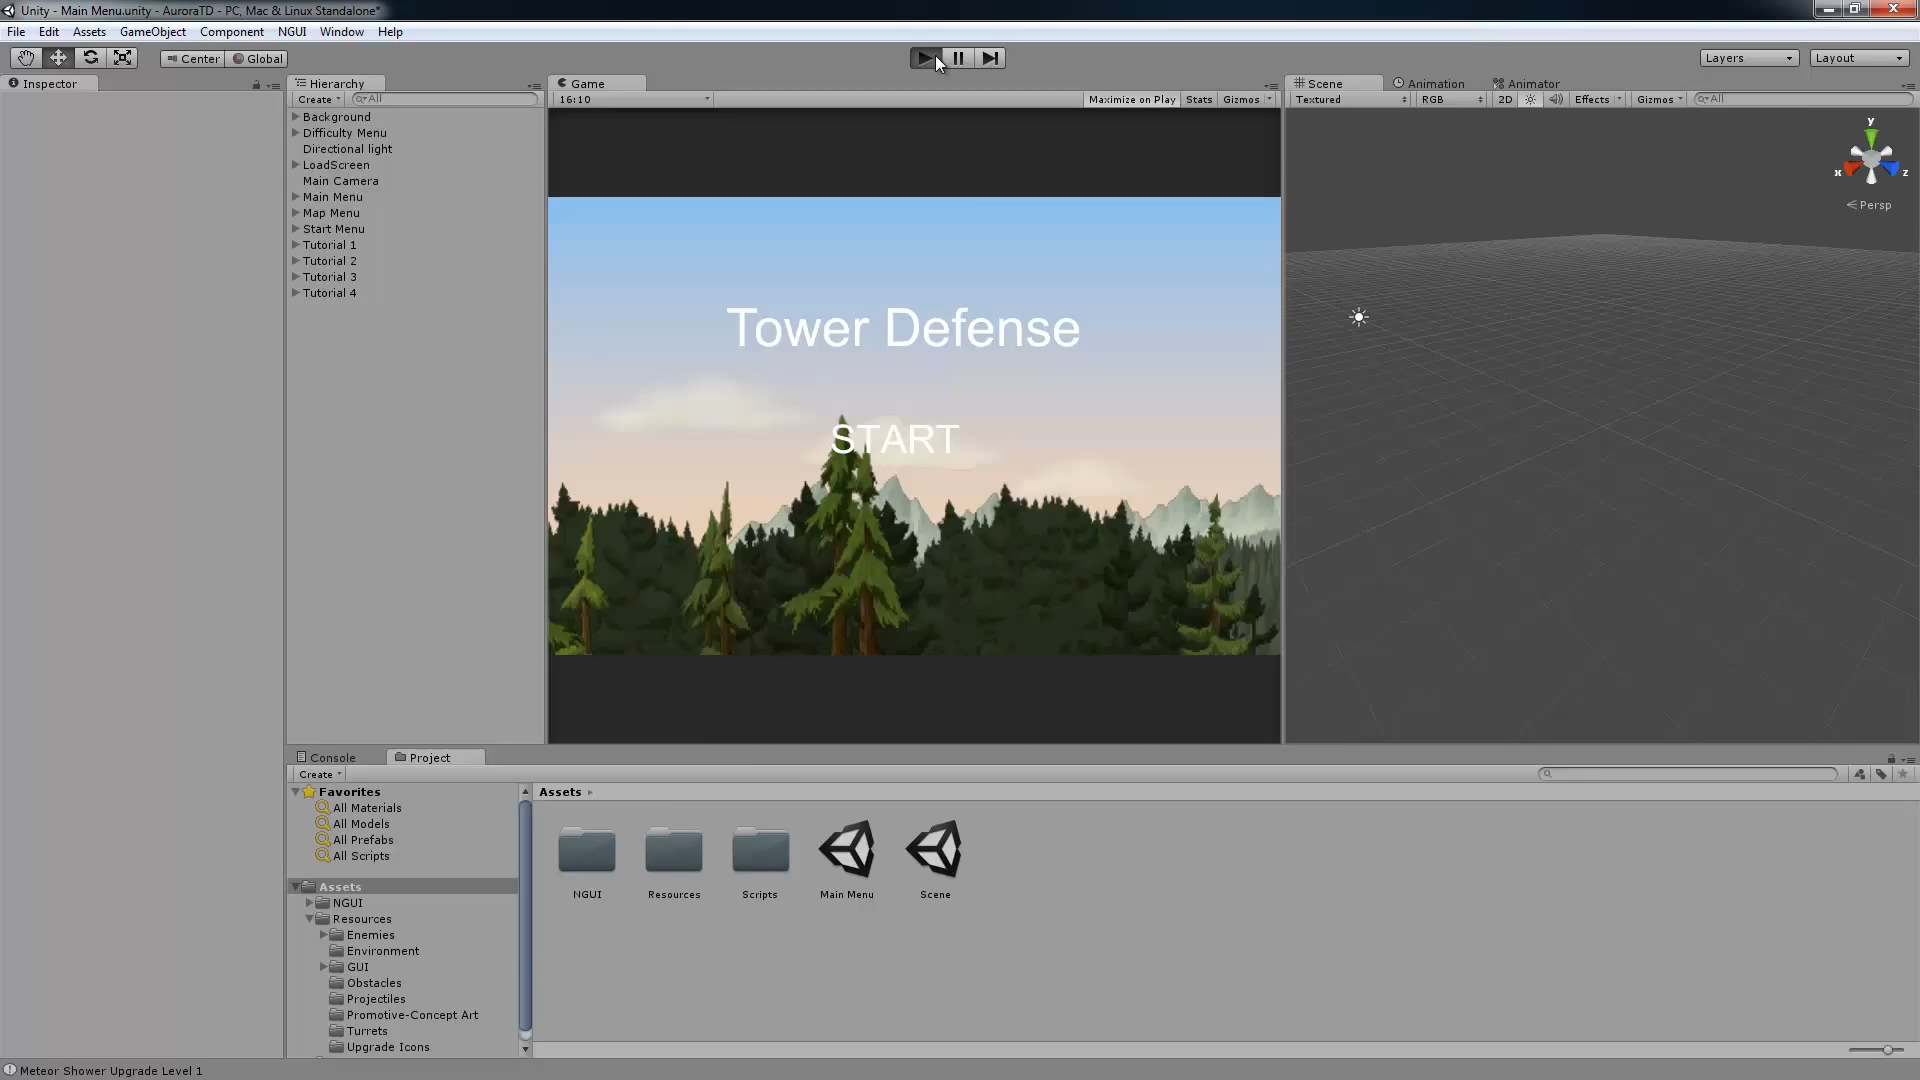 Unity - Main Menu.unity - AuroraTD - PC, Mac & Linux Standalone*
File Edit Assets GameObject Component NGUI Window Help
Center Global
Layers Layout
Inspector
Hierarchy
Create All
Background
Difficulty Menu
Directional light
LoadScreen
Main Camera
Main Menu
Map Menu
Start Menu
Tutorial 1
Tutorial 2
Tutorial 3
Tutorial 4
Game
16:10 Maximize on Play Stats Gizmos
Tower Defense
START
Scene Animation Animator
Textured RGB 2D Effects Gizmos All
y
x z
Persp
Console Project
Create
Favorites
All Materials
All Models
All Prefabs
All Scripts
Assets
NGUI
Resources
Enemies
Environment
GUI
Obstacles
Projectiles
Promotive-Concept Art
Turrets
Upgrade Icons
Assets
NGUI Resources Scripts Main Menu Scene
Meteor Shower Upgrade Level 1